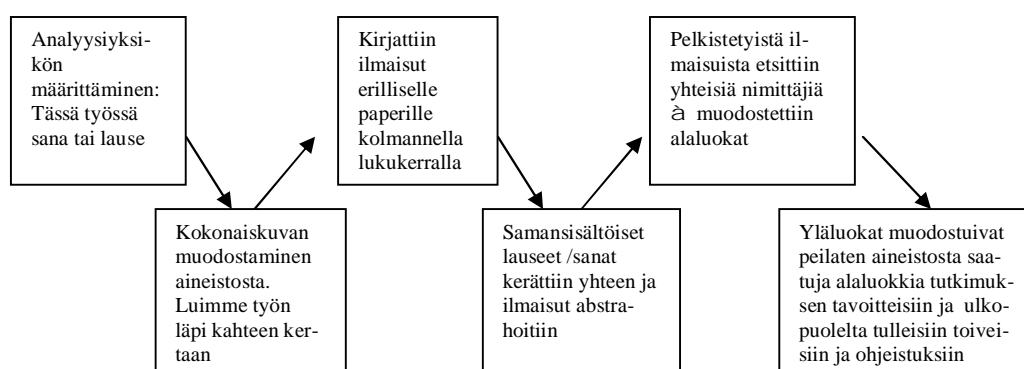 Analyysiyksi-
kön
määrittäminen:
Tässä työssä
sana tai lause
Kokonaiskuvan
muodostaminen
aineistosta.
Luimme työn
läpi kahteen ker-
taan
Kirjattiin
ilmaisut
erilliselle
paperille
kolmannella
lukukerralla
Samansisältöiset
lauseet /sanat
kerättiin yhteen ja
ilmaisut abstra-
hoitiin
Pelkistetyistä il-
maisuista etsittiin
yhteisiä nimittäjiä
à muodostettiin
alaluokat
Yläluokat muodostuivat
peilaten aineistosta saa-
tuja alaluokkia tutkimuk-
sen tavoitteisiin ja ulko-
puolelta tulleisiin toivei-
siin ja ohjeistuksiin